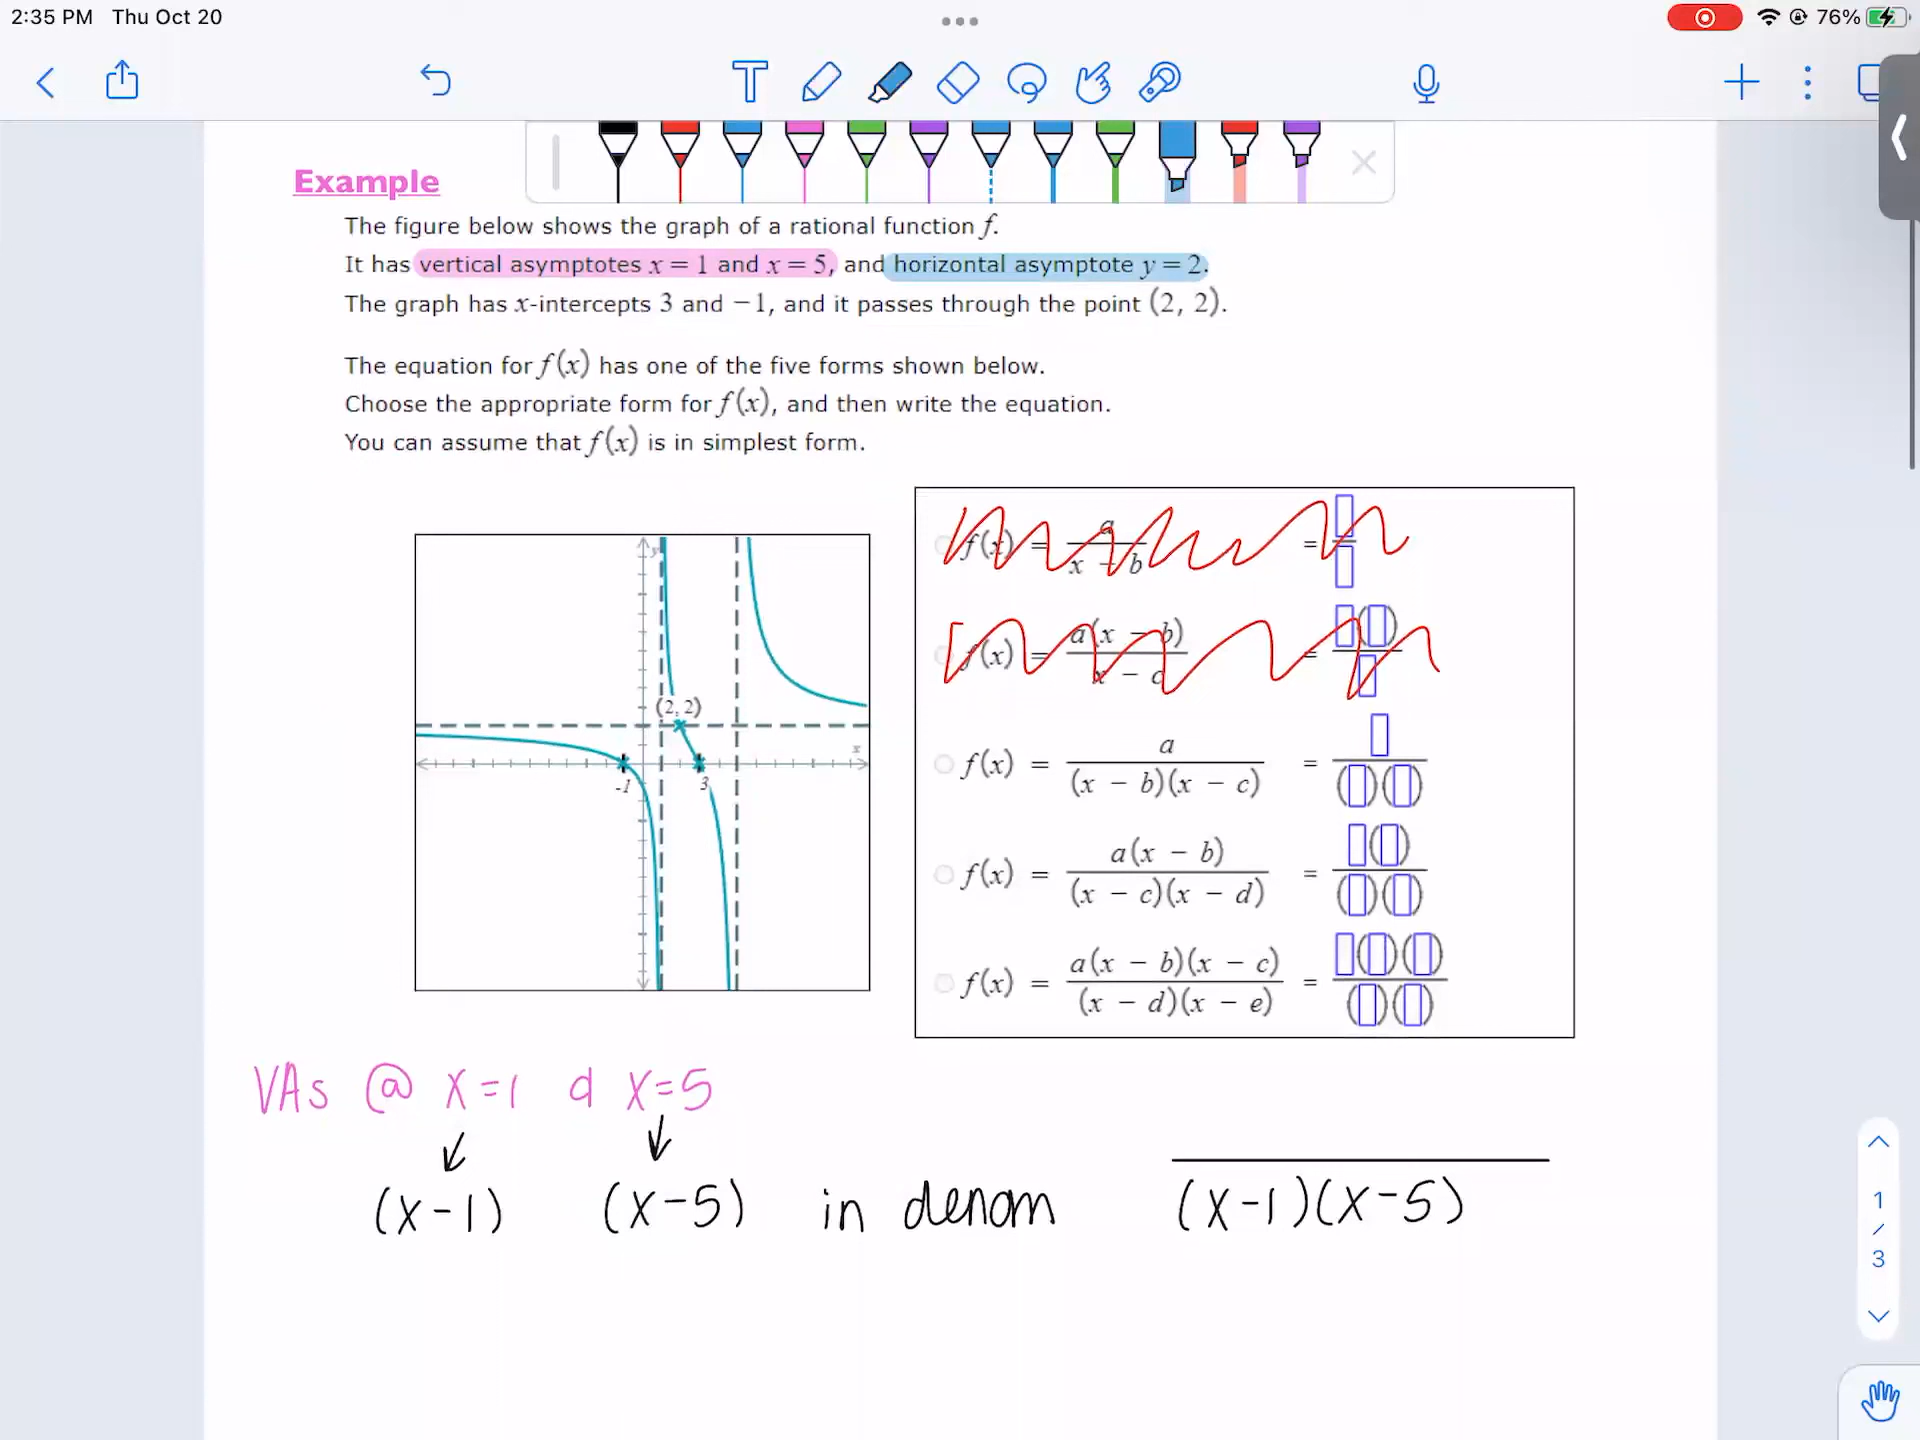 2:35 PM Thu Oct 20
76%
Example
The figure below shows the graph of a rational function f.
It has vertical asymptotes x = 1 and x = 5, and horizontal asymptote y = 2.
The graph has x-intercepts 3 and −1, and it passes through the point (2, 2).
The equation for f(x) has one of the five forms shown below.
Choose the appropriate form for f(x), and then write the equation.
You can assume that f(x) is in simplest form.
y
(2, 2)
x
-1
3
f(x) = a / (x − b) = ▯/▯
f(x) = a(x − b) / (x − c) = ▯(▯)/▯
f(x) = a / ((x − b)(x − c)) = ▯/(▯)(▯)
f(x) = a(x − b) / ((x − c)(x − d)) = ▯(▯)/(▯)(▯)
f(x) = a(x − b)(x − c) / ((x − d)(x − e)) = ▯(▯)(▯)/(▯)(▯)
VAs @ x=1 & x=5
(x-1) (x-5) in denom (x-1)(x-5)
1
/
3